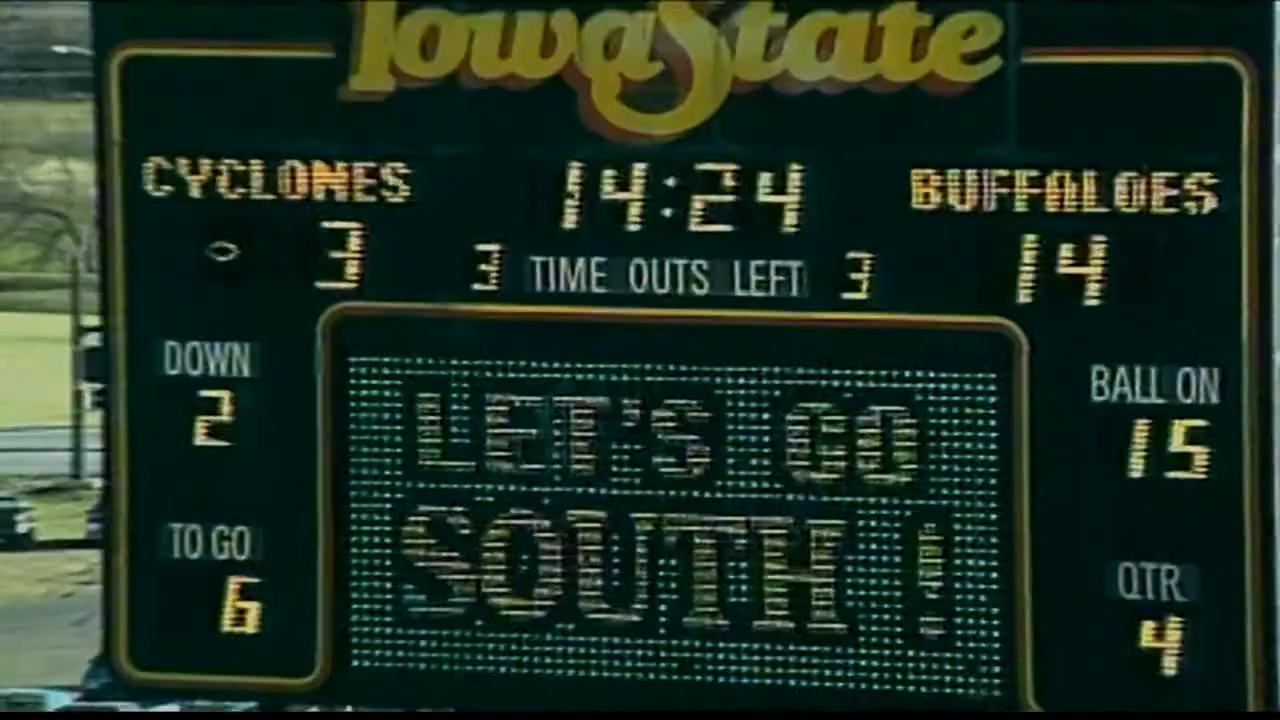 Iowa State
CYCLONES 14:24 BUFFALOES
3 3 TIME OUTS LEFT 3 14
DOWN
2
TO GO
6
LET'S GO
SOUTH !
BALL ON
15
QTR
4